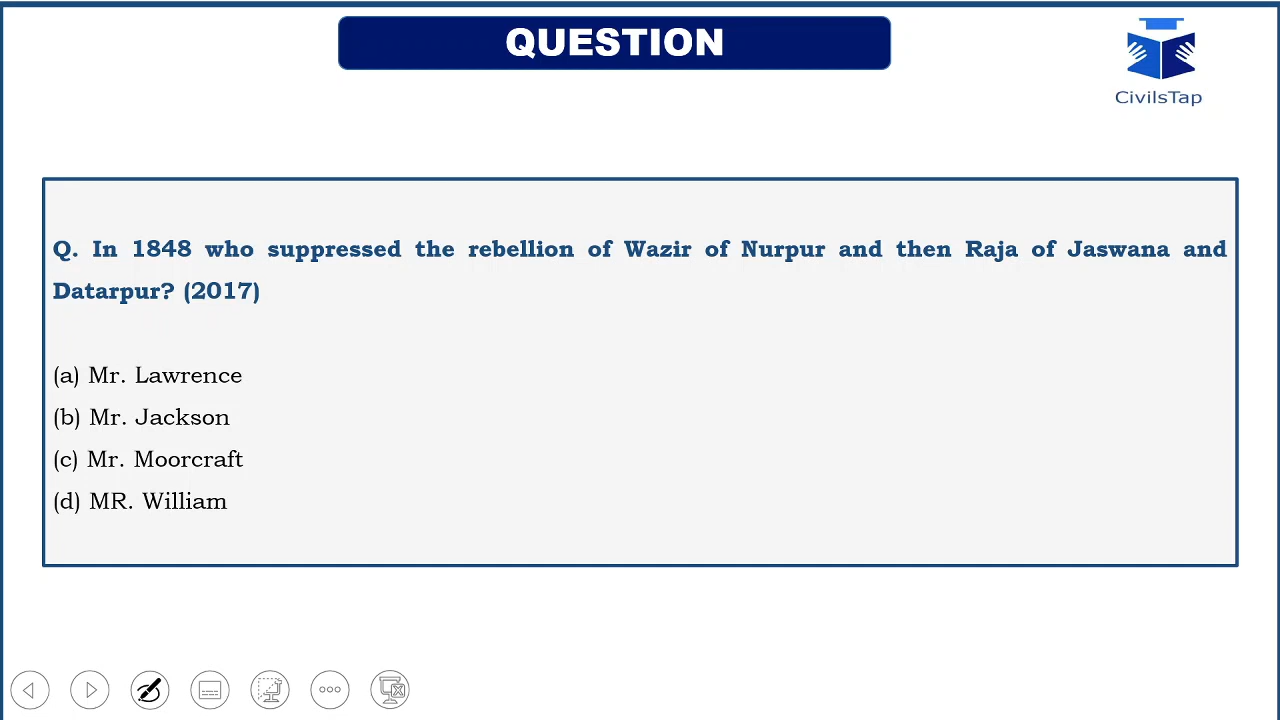 QUESTION
CivilsTap
Q. In 1848 who suppressed the rebellion of Wazir of Nurpur and then Raja of Jaswana and
Datarpur? (2017)
(a) Mr. Lawrence
(b) Mr. Jackson
(c) Mr. Moorcraft
(d) MR. William